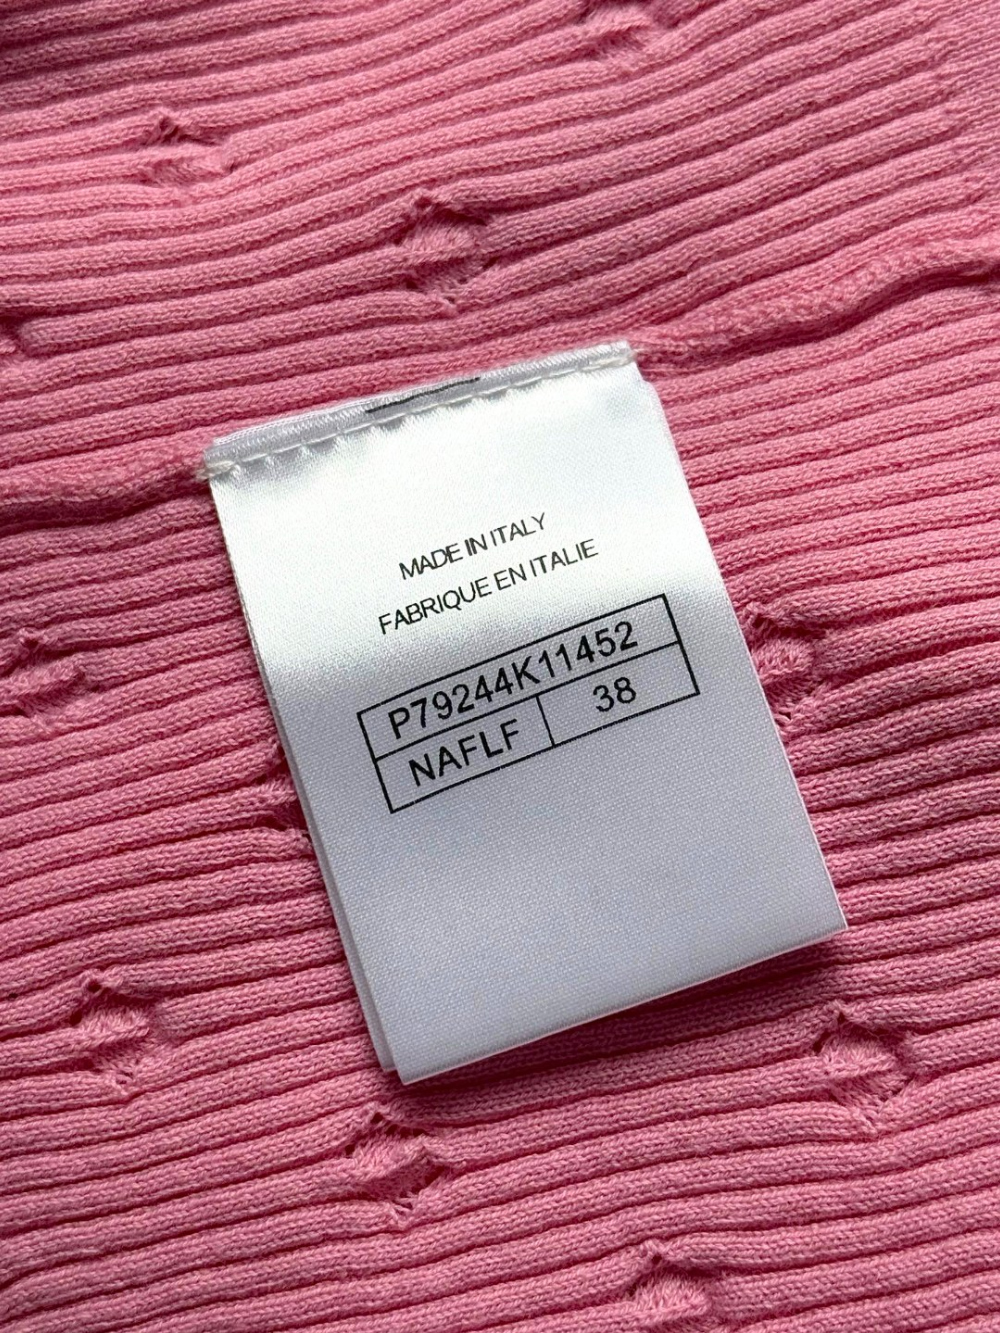 MADE IN ITALY
FABRIQUE EN ITALIE
P79244K11452
NAFLF 38